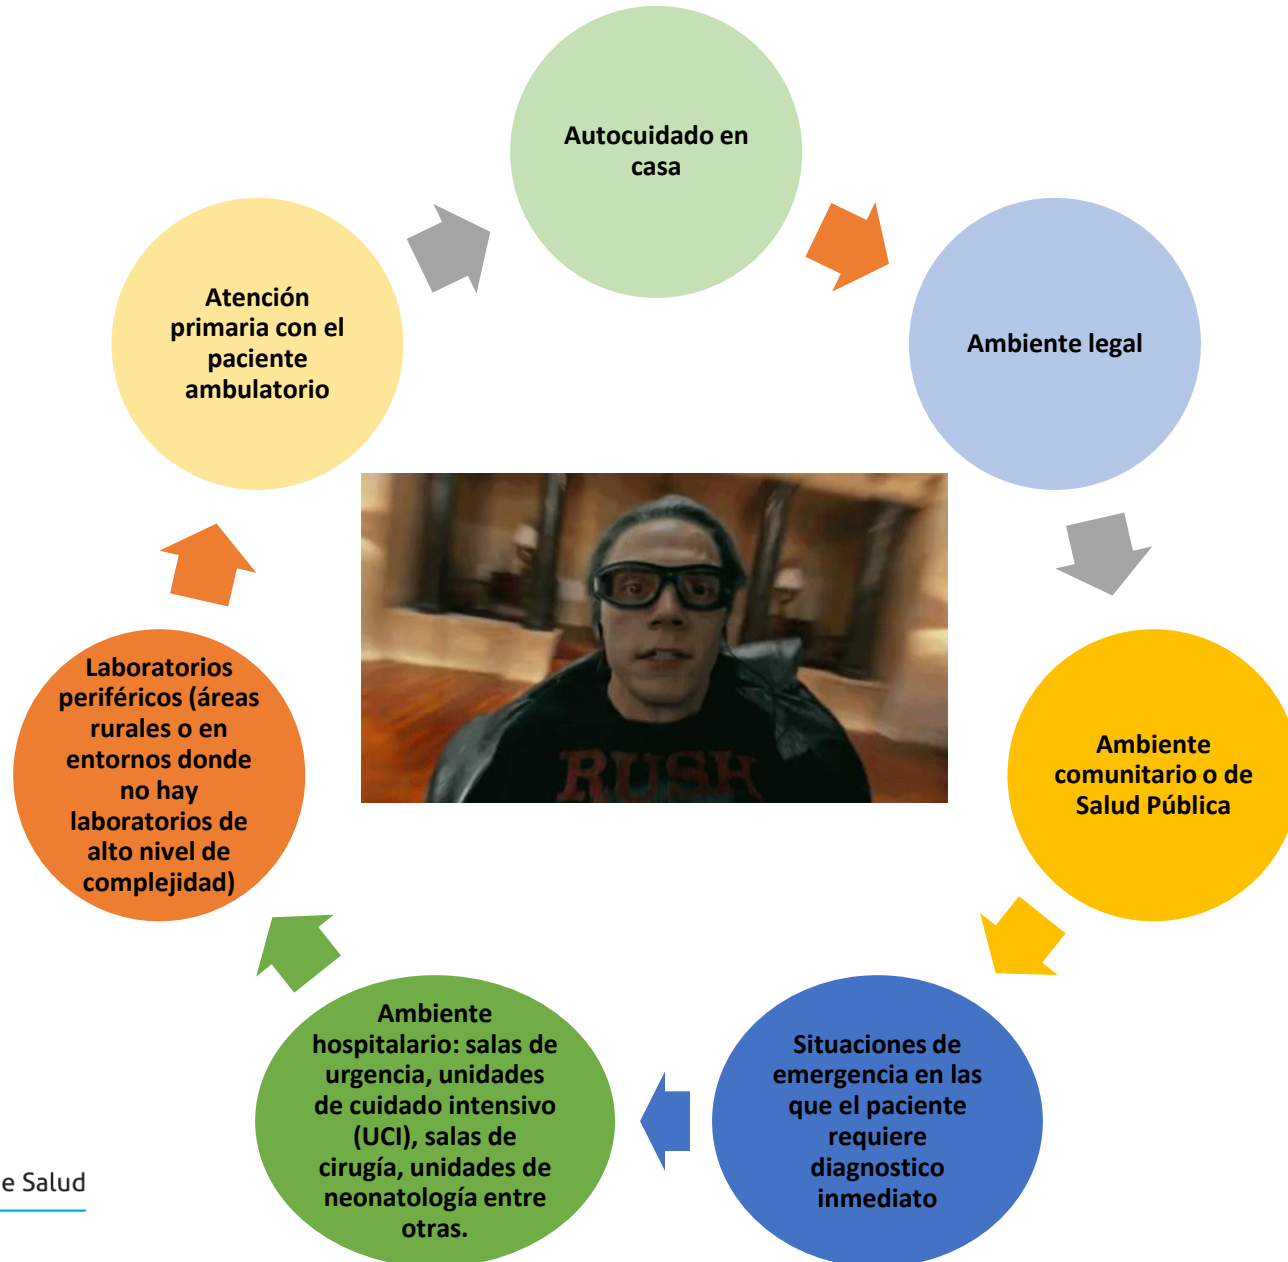 Autocuidado en
casa
Ambiente legal
Ambiente
comunitario o de
Salud Pública
Situaciones de
emergencia en las
que el paciente
requiere
diagnostico
inmediato
Ambiente
hospitalario: salas de
urgencia, unidades
de cuidado intensivo
(UCI), salas de
cirugía, unidades de
neonatología entre
otras.
Laboratorios
periféricos (áreas
rurales o en
entornos donde
no hay
laboratorios de
alto nivel de
complejidad)
Atención
primaria con el
paciente
ambulatorio
RUSH
e Salud